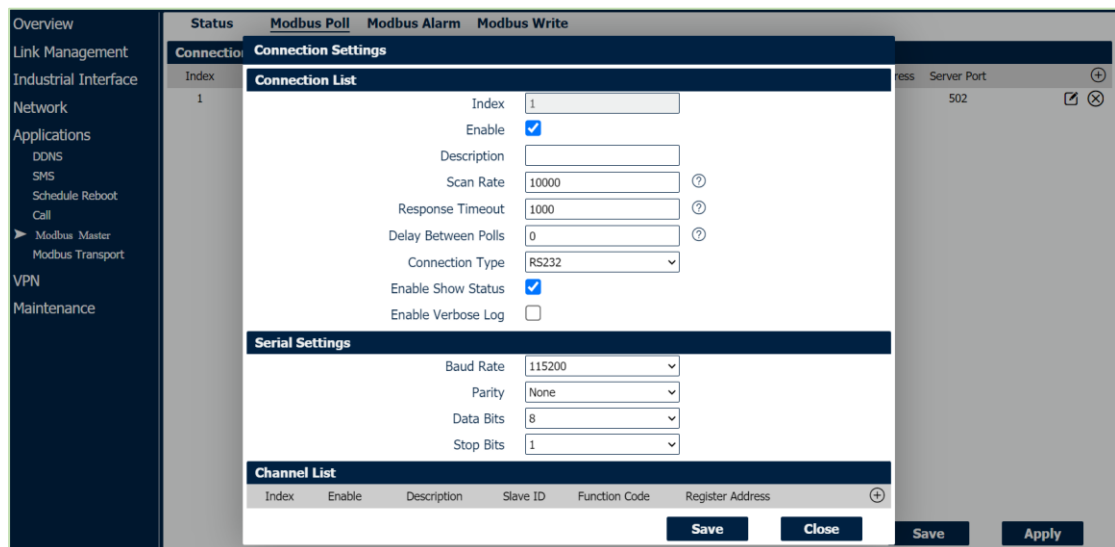 Overview
Link Management
Industrial Interface
Network
Applications
DDNS
SMS
Schedule Reboot
Call
Modbus Master
Modbus Transport
VPN
Maintenance
Status Modbus Poll Modbus Alarm Modbus Write
Index Server Port
1 502
Connection Settings
Connection List
Index 1
Enable
Description
Scan Rate 10000
Response Timeout 1000
Delay Between Polls 0
Connection Type RS232
Enable Show Status
Enable Verbose Log
Serial Settings
Baud Rate 115200
Parity None
Data Bits 8
Stop Bits 1
Channel List
Index Enable Description Slave ID Function Code Register Address
Save Close
Save Apply